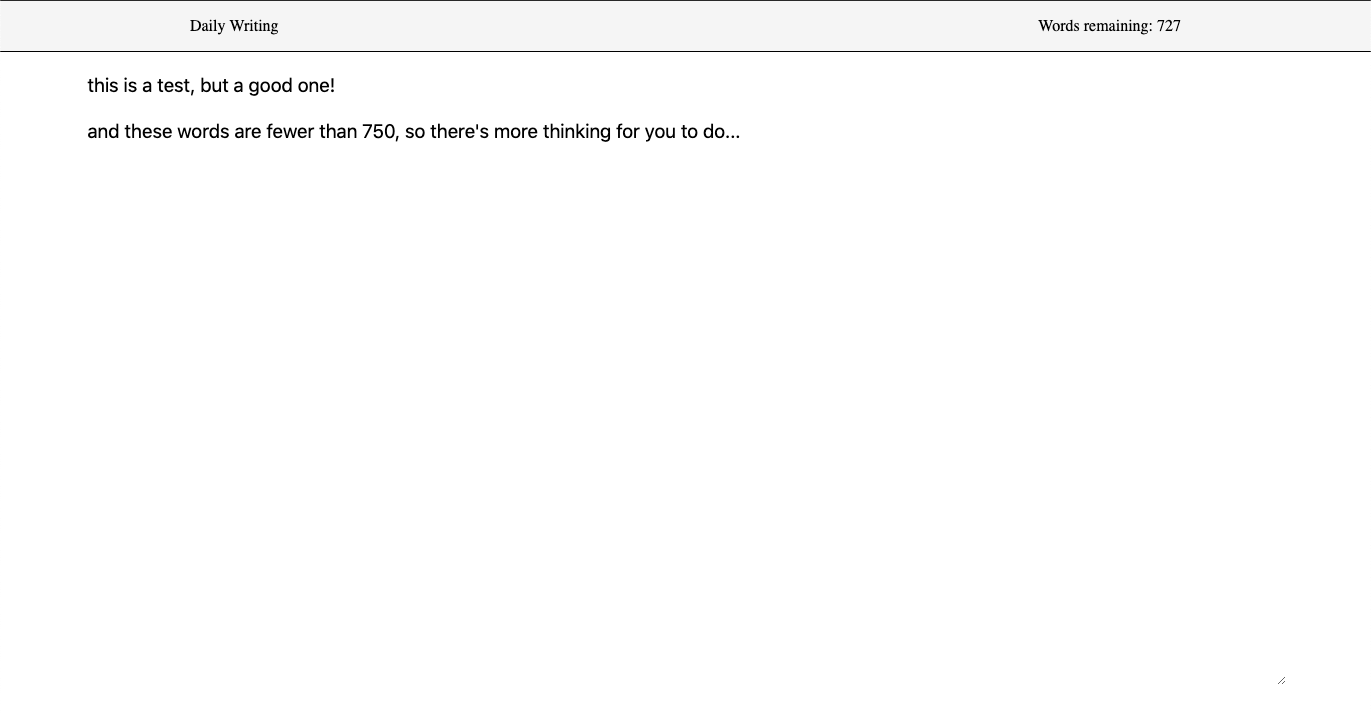 Daily Writing
Words remaining: 727
this is a test, but a good one!
and these words are fewer than 750, so there's more thinking for you to do...